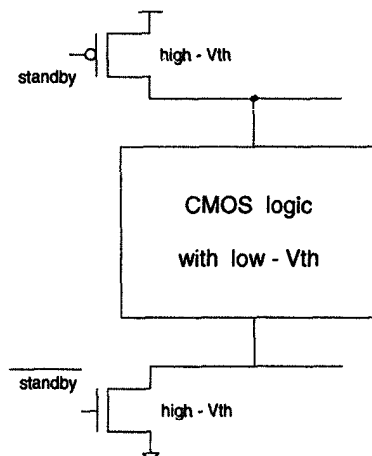 high - Vth
standby
CMOS logic
with low - Vth
standby
high - Vth